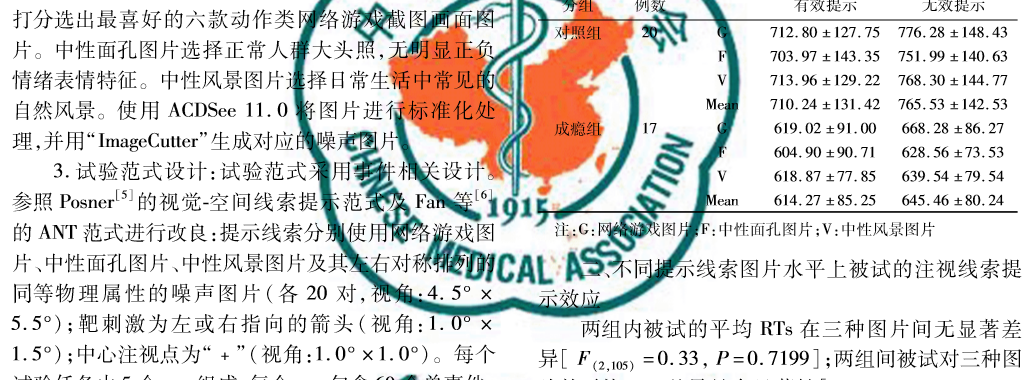 打分选出最喜好的六款动作类网络游戏截图画面图
片。中性面孔图片选择正常人群大头照,无明显正负
情绪表情特征。中性风景图片选择日常生活中常见的
自然风景。使用 ACDSee 11.0 将图片进行标准化处
理,并用“ImageCutter”生成对应的噪声图片。
3. 试验范式设计:试验范式采用事件相关设计。
参照 Posner[5]的视觉-空间线索提示范式及 Fan 等[6]
的 ANT 范式进行改良:提示线索分别使用网络游戏图
片、中性面孔图片、中性风景图片及其左右对称排列的
同等物理属性的噪声图片(各 20 对,视角:4.5° ×
5.5°);靶刺激为左或右指向的箭头(视角:1.0° ×
1.5°);中心注视点为“ + ”(视角:1.0° ×1.0°)。每个
分组 例数 有效提示 无效提示
对照组 20 G 712.80 ±127.75 776.28 ±148.43
F 703.97 ±143.35 751.99 ±140.63
V 713.96 ±129.22 768.30 ±144.77
Mean 710.24 ±131.42 765.53 ±142.53
成瘾组 17 G 619.02 ±91.00 668.28 ±86.27
F 604.90 ±90.71 628.56 ±73.53
V 618.87 ±77.85 639.54 ±79.54
Mean 614.27 ±85.25 645.46 ±80.24
注:G:网络游戏图片;F:中性面孔图片;V:中性风景图片
、不同提示线索图片水平上被试的注视线索提
示效应
两组内被试的平均 RTs 在三种图片间无显著差
异[ F(2,105) =0.33, P=0.7199];两组间被试对三种图
1915
CHINESE MEDICAL ASSOCIATION
会